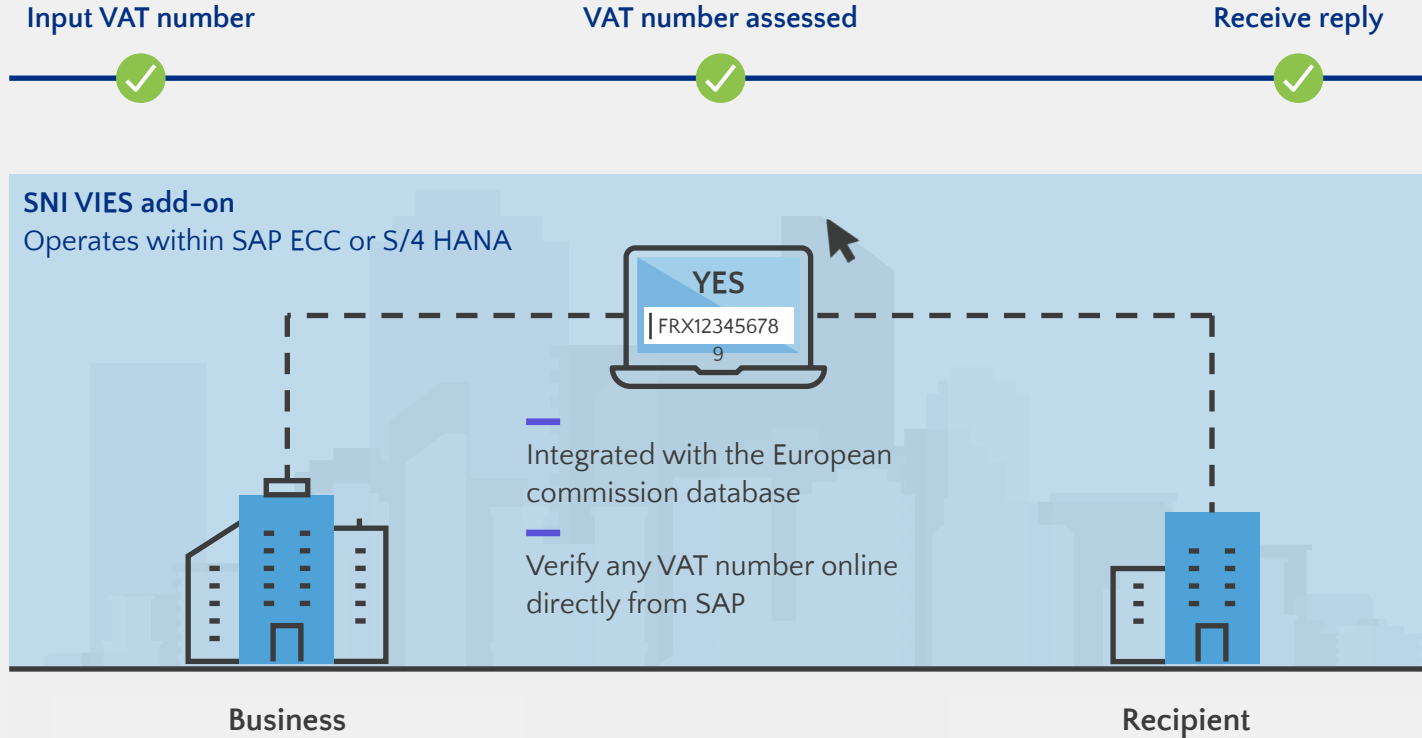 Input VAT number
VAT number assessed
Receive reply
SNI VIES add-on
Operates within SAP ECC or S/4 HANA
YES
FRX12345678
9
Integrated with the European
commission database
Verify any VAT number online
directly from SAP
Business
Recipient